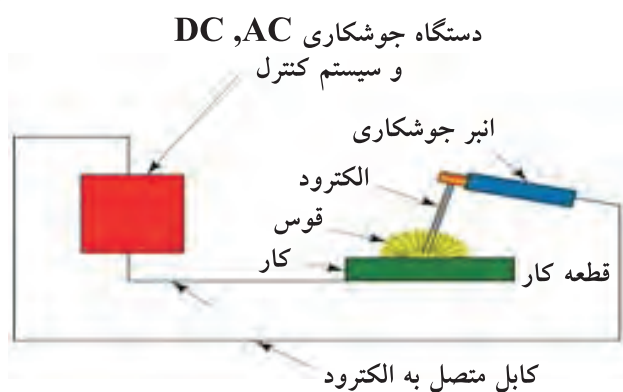 دستگاه جوشکاری DC ,AC
و سیستم کنترل
انبر جوشکاری
الکترود
قوس
کار
قطعه کار
کابل متصل به الکترود